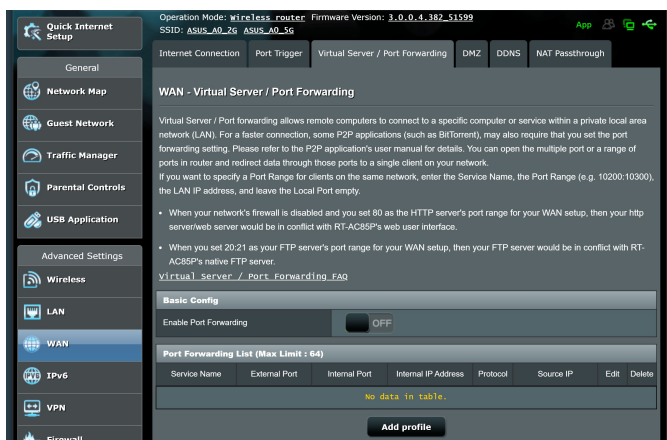 Quick Internet
Setup
General
Network Map
Guest Network
Traffic Manager
Parental Controls
USB Application
Advanced Settings
Wireless
LAN
WAN
IPv6
VPN
Firewall
Operation Mode: Wireless router Firmware Version: 3.0.0.4.382_51599
SSID: ASUS_A0_2G ASUS_A0_5G
App
Internet Connection Port Trigger Virtual Server / Port Forwarding DMZ DDNS NAT Passthrough
WAN - Virtual Server / Port Forwarding
Virtual Server / Port forwarding allows remote computers to connect to a specific computer or service within a private local area
network (LAN). For a faster connection, some P2P applications (such as BitTorrent), may also require that you set the port
forwarding setting. Please refer to the P2P application's user manual for details. You can open the multiple port or a range of
ports in router and redirect data through those ports to a single client on your network.
If you want to specify a Port Range for clients on the same network, enter the Service Name, the Port Range (e.g. 10200:10300),
the LAN IP address, and leave the Local Port empty.
• When your network's firewall is disabled and you set 80 as the HTTP server's port range for your WAN setup, then your http
server/web server would be in conflict with RT-AC85P's web user interface.
• When you set 20:21 as your FTP server's port range for your WAN setup, then your FTP server would be in conflict with RT-
AC85P's native FTP server.
Virtual Server / Port Forwarding FAQ
Basic Config
Enable Port Forwarding OFF
Port Forwarding List (Max Limit : 64)
Service Name External Port Internal Port Internal IP Address Protocol Source IP Edit Delete
No data in table.
Add profile